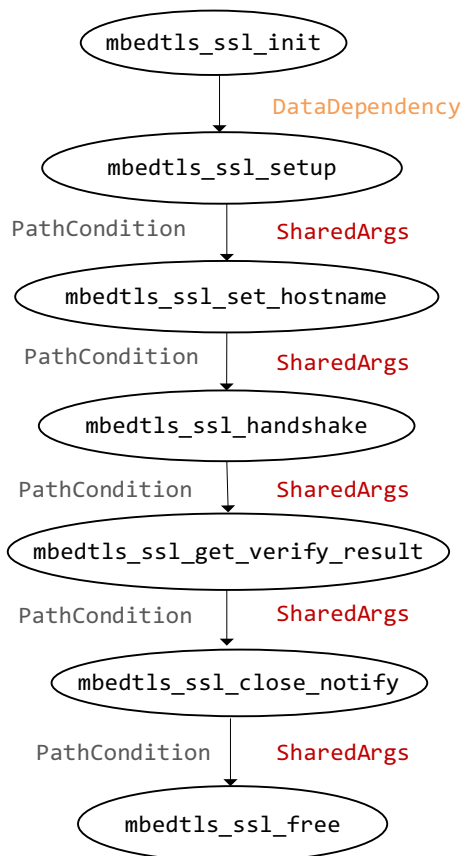 mbedtls_ssl_init
DataDependency
mbedtls_ssl_setup
PathCondition SharedArgs
mbedtls_ssl_set_hostname
PathCondition SharedArgs
mbedtls_ssl_handshake
PathCondition SharedArgs
mbedtls_ssl_get_verify_result
PathCondition SharedArgs
mbedtls_ssl_close_notify
PathCondition SharedArgs
mbedtls_ssl_free